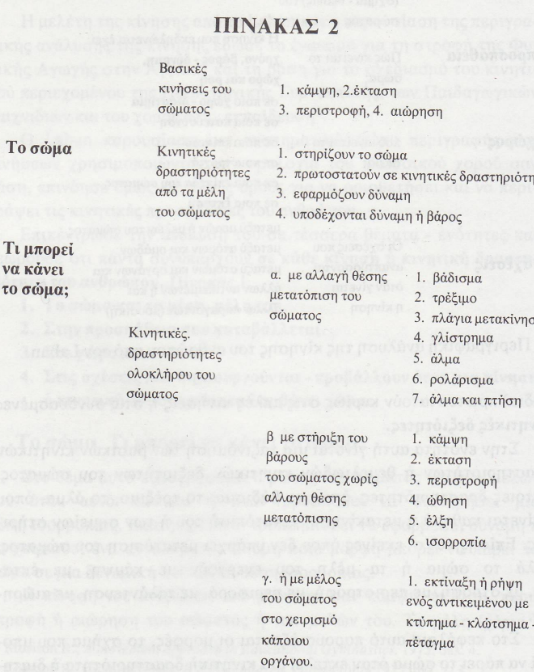 ΠΙΝΑΚΑΣ 2
Βασικές
κινήσεις του
σώματος
1. κάμψη, 2.έκταση
3. περιστροφή, 4. αιώρηση
Το σώμα
Κινητικές
δραστηριότητες
από τα μέλη
του σώματος
1. στηρίζουν το σώμα
2. πρωτοστατούν σε κινητικές δραστηριότη
3. εφαρμόζουν δύναμη
4. υποδέχονται δύναμη ή βάρος
Τι μπορεί
να κάνει
το σώμα;
Κινητικές
δραστηριότητες
ολοκλήρου του
σώματος
α. με αλλαγή θέσης
μετατόπιση του
σώματος
1. βάδισμα
2. τρέξιμο
3. πλάγια μετακίνησ
4. γλίστρημα
5. άλμα
6. ρολάρισμα
7. άλμα και πτήση
β με στήριξη του
βάρους
του σώματος χωρίς
αλλαγή θέσης
μετατόπισης
1. κάμψη
2. έκταση
3. περιστροφή
4. ώθηση
5. έλξη
6. ισορροπία
γ. ή με μέλος
του σώματος
στο χειρισμό
κάποιου
οργάνου.
1. εκτίναξη ή ρήψη
ενός αντικειμένου με
κτύπημα - κλώτσημα -
πέταγμα